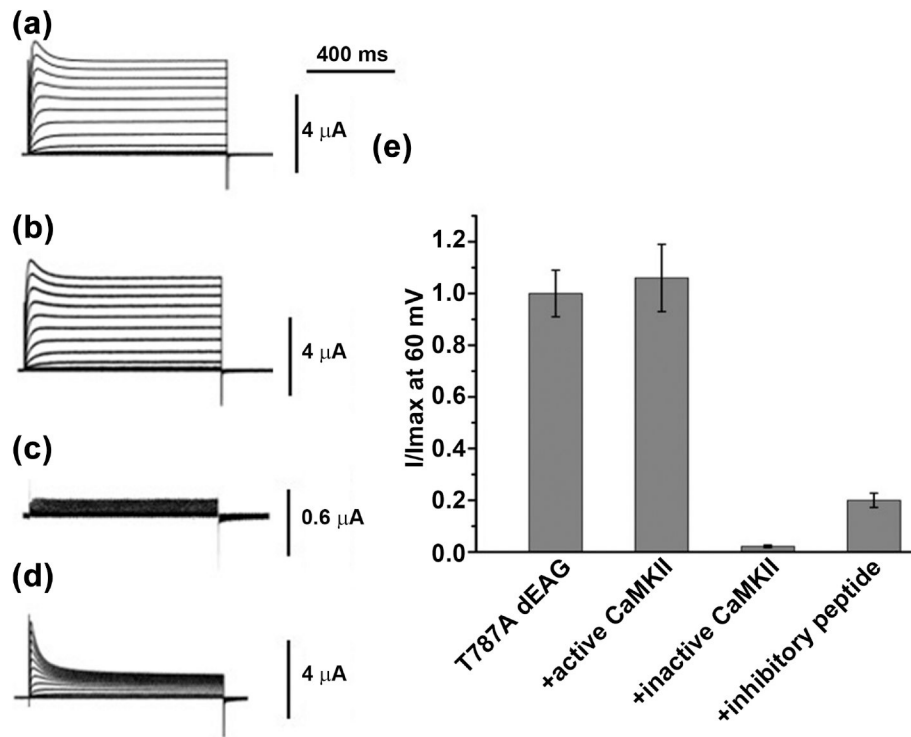 (a)
400 ms
4 μA
(b)
4 μA
(c)
0.6 μA
(d)
4 μA
(e)
I/Imax at 60 mV
1.2
1.0
0.8
0.6
0.4
0.2
0.0
T787A dEAG
+active CaMKII
+inactive CaMKII
+inhibitory peptide